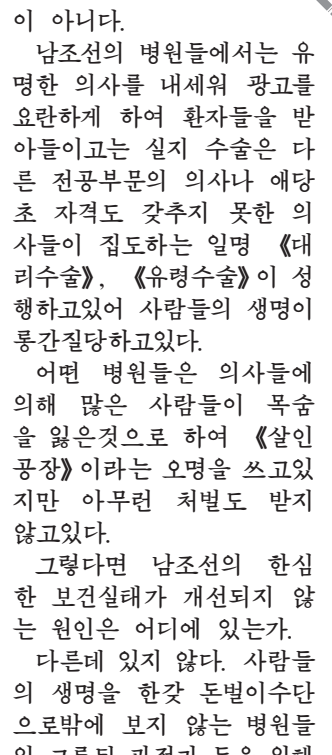 이 아니다.
남조선의 병원들에서는 유
명한 의사를 내세워 광고를
요란하게 하여 환자들을 받
아들이고는 실지 수술은 다
른 전공부문의 의사나 애당
초 자격도 갖추지 못한 의
사들이 집도하는 일명 《대
리수술》, 《유령수술》이 성
행하고있어 사람들의 생명이
롱간질당하고있다.
어떤 병원들은 의사들에
의해 많은 사람들이 목숨
을 잃은것으로 하여 《살인
공장》이라는 오명을 쓰고있
지만 아무런 처벌도 받지
않고있다.
그렇다면 남조선의 한심
한 보건실태가 개선되지 않
는 원인은 어디에 있는가.
다른데 있지 않다. 사람들
의 생명을 한갖 돈벌이수단
으로밖에 보지 않는 병원들